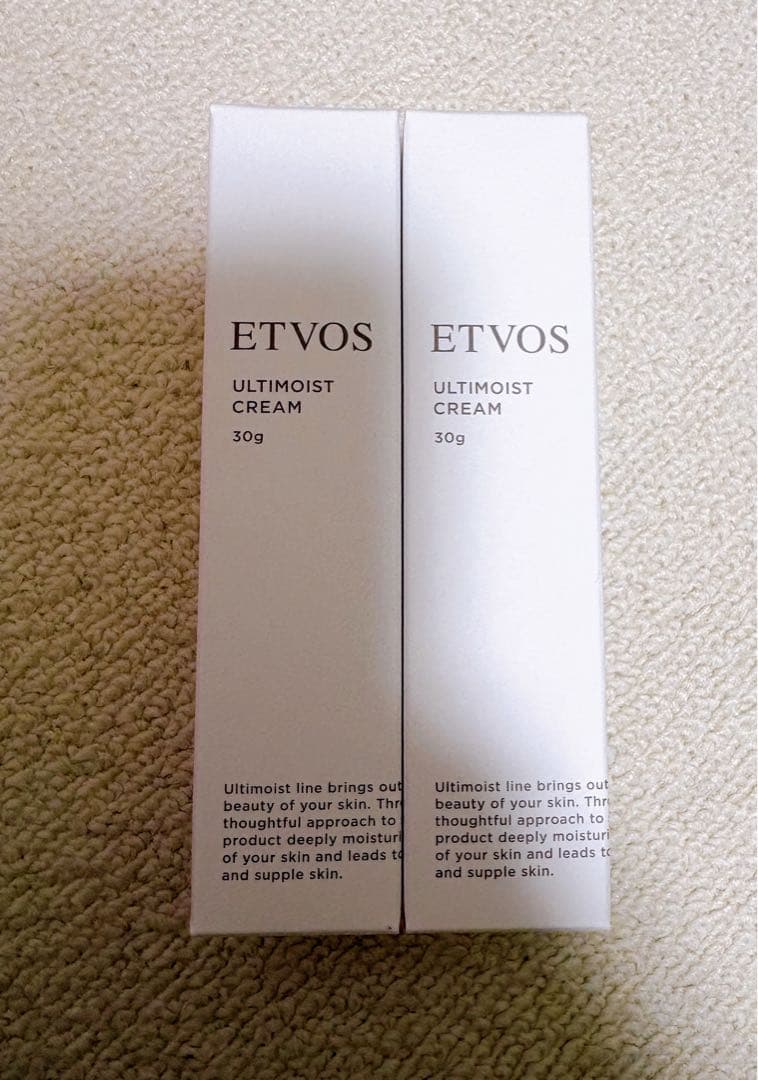 ETVOS
ULTIMOIST
CREAM
30g
Ultimoist line brings out
beauty of your skin.
thoughtful approach to
product deeply
of your skin and leads
and supple skin.
ETVOS
ULTIMOIST
CREAM
30g
Ultimoist line brings out
beauty of your skin.
thoughtful approach to
product deeply
of your skin and leads
and supple skin.